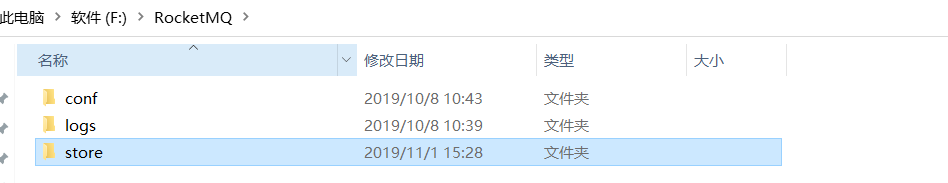 此电脑 > 软件 (F:) > RocketMQ >
名称 修改日期 类型 大小
conf 2019/10/8 10:43 文件夹
logs 2019/10/8 10:39 文件夹
store 2019/11/1 15:28 文件夹